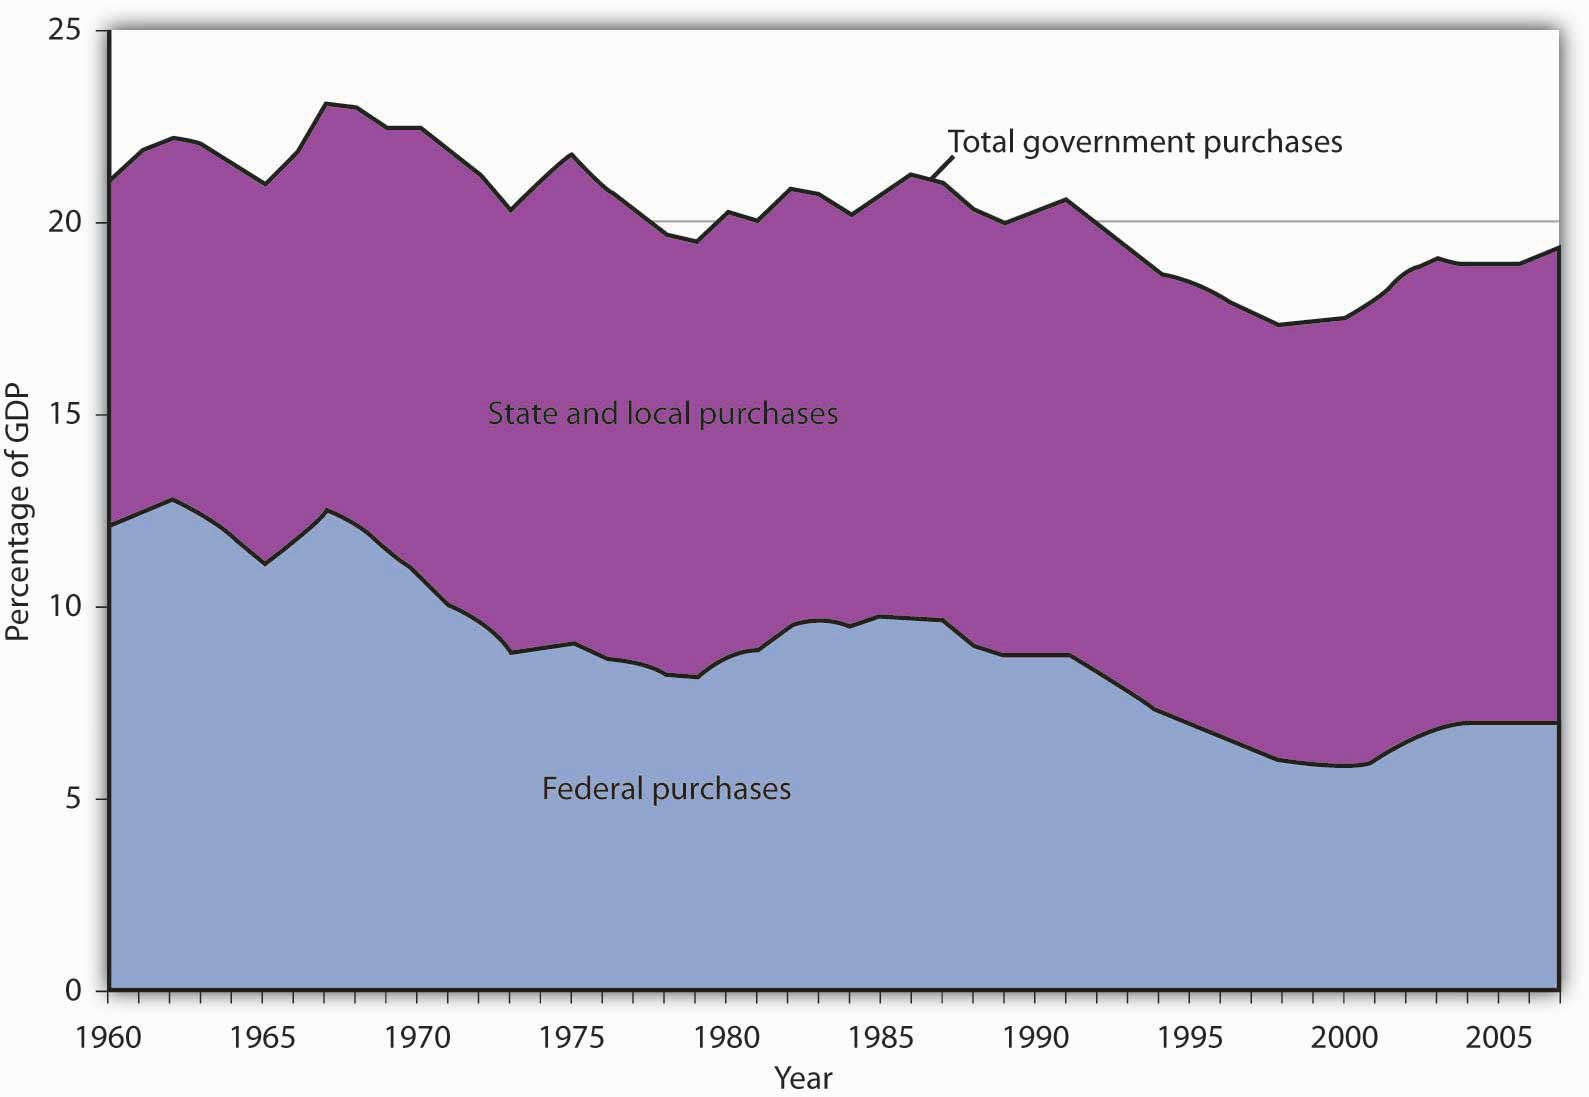 25
Total government purchases
20
State and local purchases
15
Percentage of GDP
10
Federal purchases
5
0
1960 1965 1970 1975 1980 1985 1990 1995 2000 2005
Year